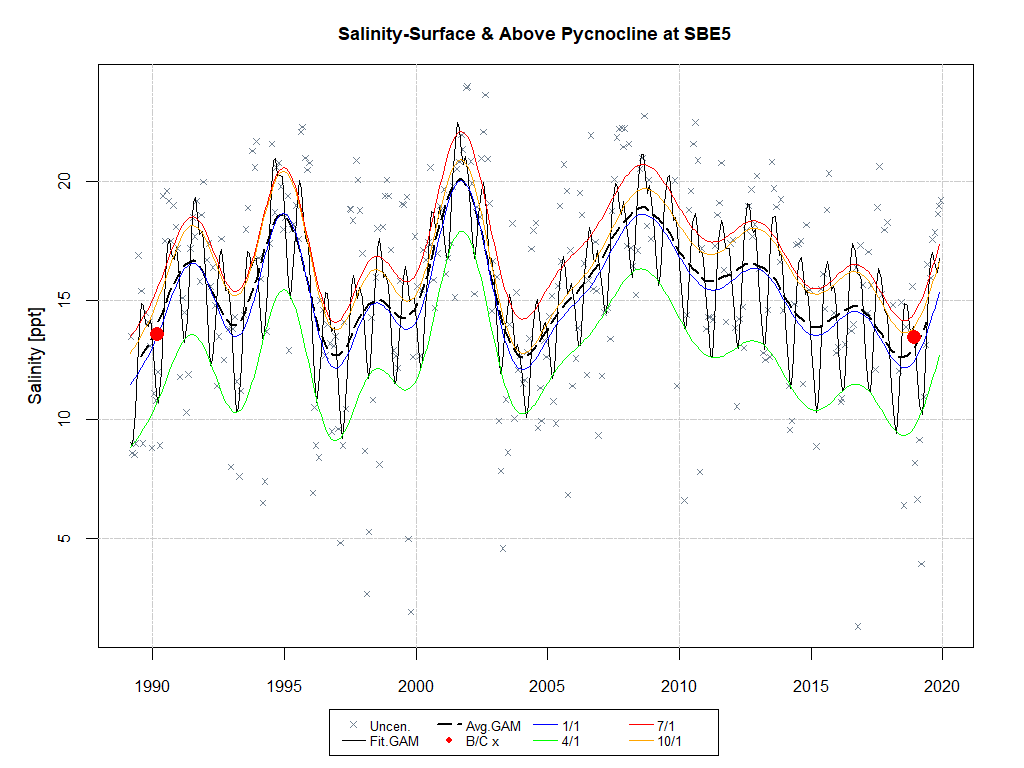 Salinity-Surface & Above Pycnocline at SBE5
Salinity [ppt]
20
15
10
5
1990 1995 2000 2005 2010 2015 2020
Uncen. Avg.GAM 1/1 7/1
Fit.GAM B/C x 4/1 10/1